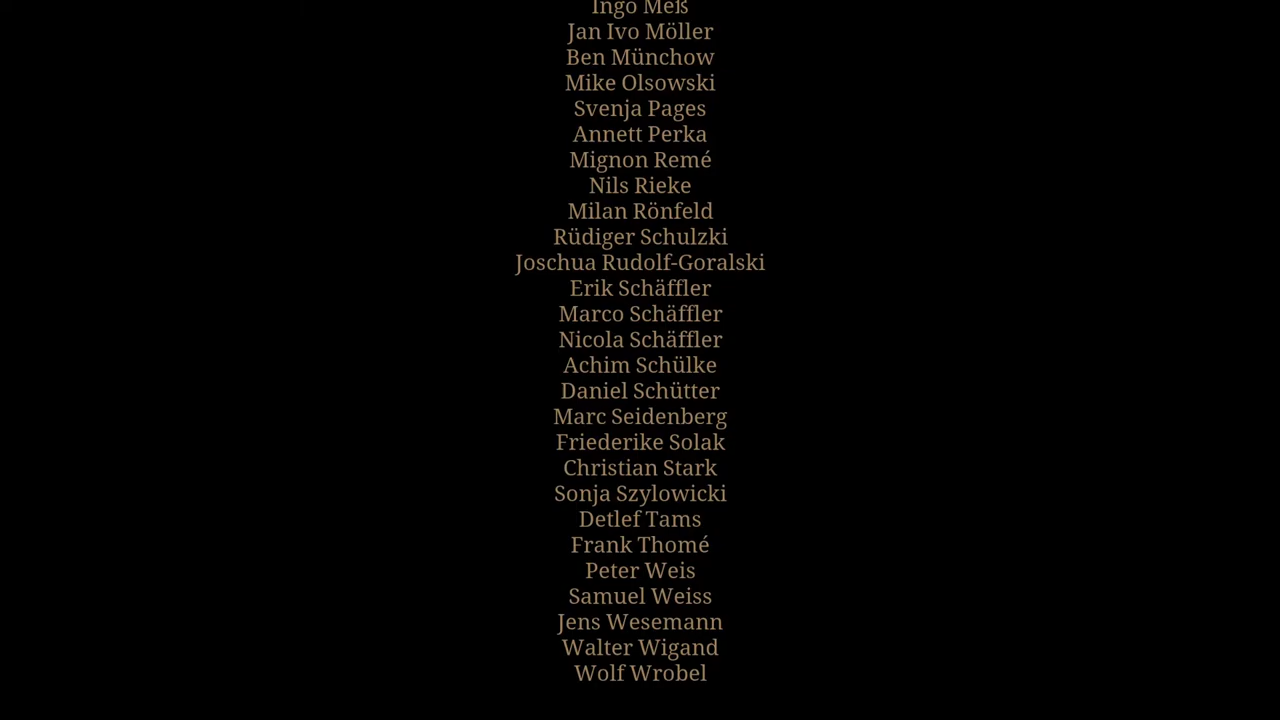 Ingo Meiß
Jan Ivo Möller
Ben Münchow
Mike Olsowski
Svenja Pages
Annett Perka
Mignon Remé
Nils Rieke
Milan Rönfeld
Rüdiger Schulzki
Joschua Rudolf-Goralski
Erik Schäffler
Marco Schäffler
Nicola Schäffler
Achim Schülke
Daniel Schütter
Marc Seidenberg
Friederike Solak
Christian Stark
Sonja Szylowicki
Detlef Tams
Frank Thomé
Peter Weis
Samuel Weiss
Jens Wesemann
Walter Wigand
Wolf Wrobel